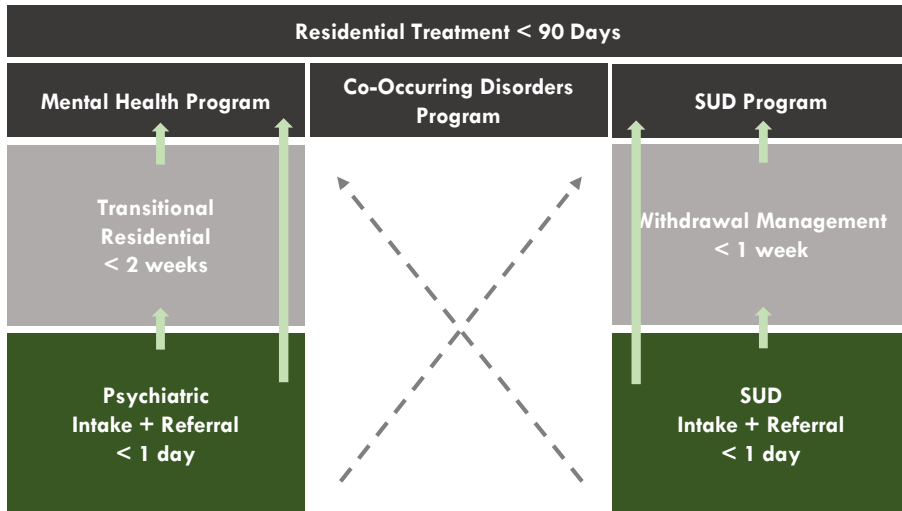 Residential Treatment < 90 Days
Mental Health Program
Co-Occurring Disorders
Program
SUD Program
Transitional
Residential
< 2 weeks
Withdrawal Management
< 1 week
Psychiatric
Intake + Referral
< 1 day
SUD
Intake + Referral
< 1 day